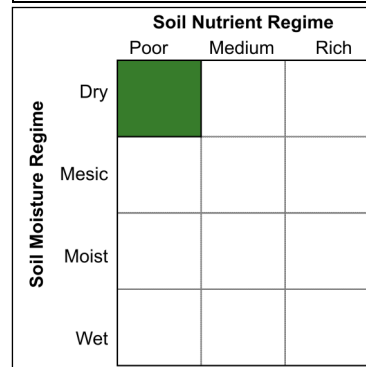 Soil Nutrient Regime
Poor Medium Rich
Soil Moisture Regime
Dry
Mesic
Moist
Wet